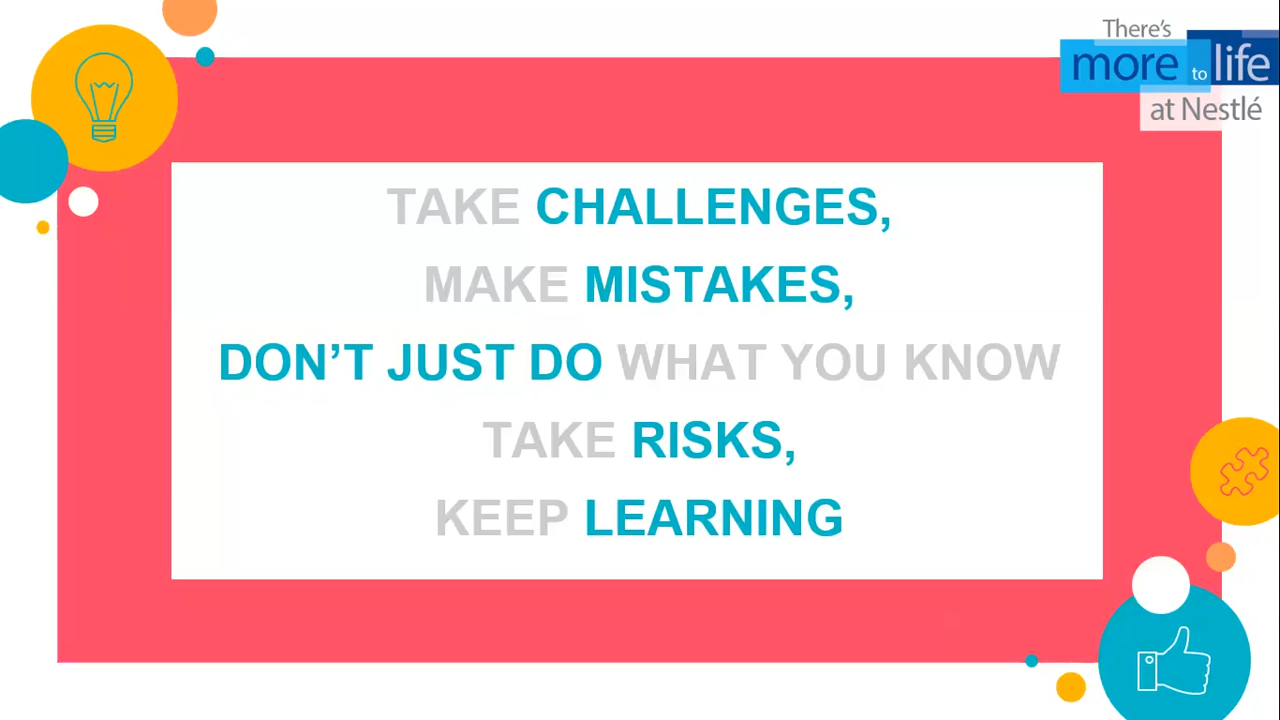 There's
more to life
at Nestlé
TAKE CHALLENGES,
MAKE MISTAKES,
DON’T JUST DO WHAT YOU KNOW
TAKE RISKS,
KEEP LEARNING